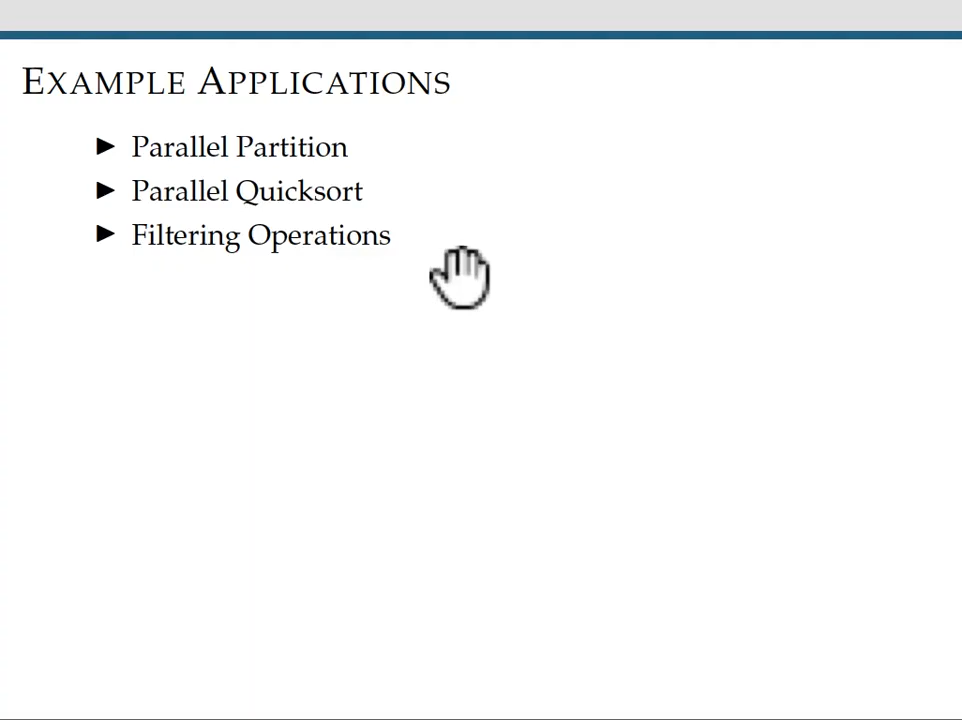 EXAMPLE APPLICATIONS
▶ Parallel Partition
▶ Parallel Quicksort
▶ Filtering Operations